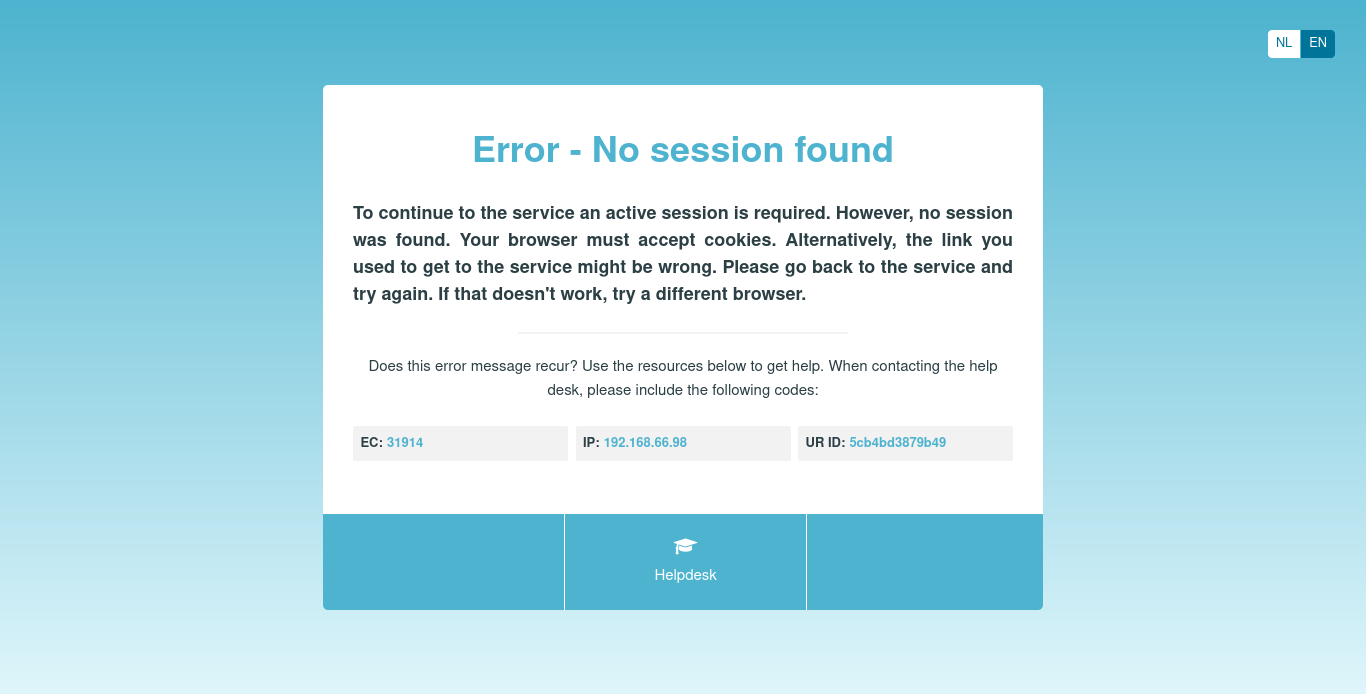 NL EN
Error - No session found
To continue to the service an active session is required. However, no session
was found. Your browser must accept cookies. Alternatively, the link you
used to get to the service might be wrong. Please go back to the service and
try again. If that doesn't work, try a different browser.
Does this error message recur? Use the resources below to get help. When contacting the help
desk, please include the following codes:
EC: 31914 IP: 192.168.66.98 UR ID: 5cb4bd3879b49
Helpdesk